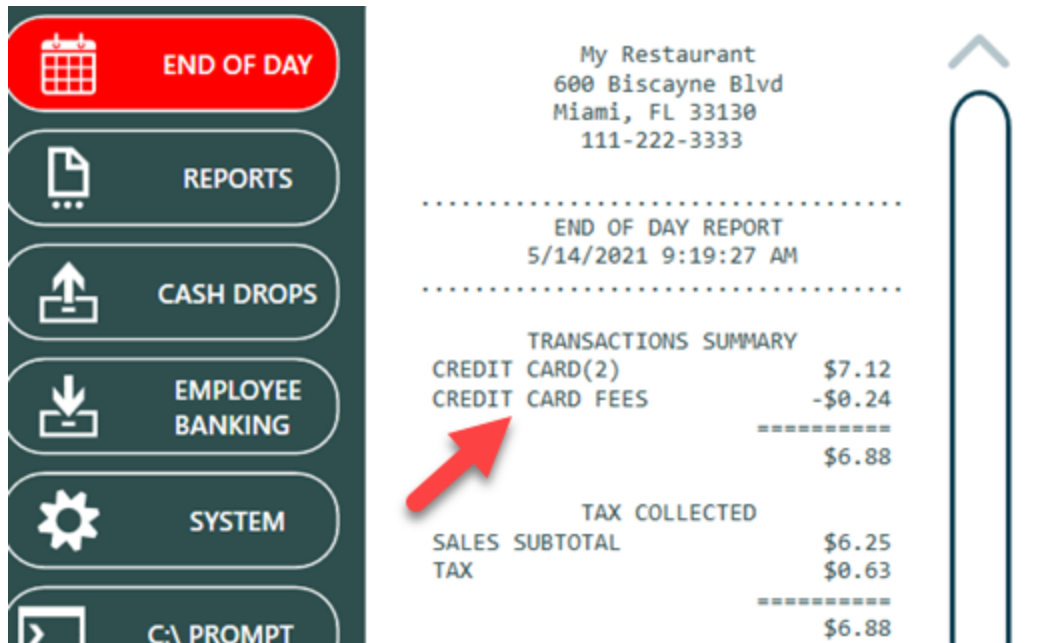 END OF DAY
REPORTS
CASH DROPS
EMPLOYEE
BANKING
SYSTEM
C:\ PROMPT
My Restaurant
600 Biscayne Blvd
Miami, FL 33130
111-222-3333
....................................
END OF DAY REPORT
5/14/2021 9:19:27 AM
....................................
TRANSACTIONS SUMMARY
CREDIT CARD(2) $7.12
CREDIT CARD FEES -$0.24
==========
$6.88
TAX COLLECTED
SALES SUBTOTAL $6.25
TAX $0.63
==========
$6.88